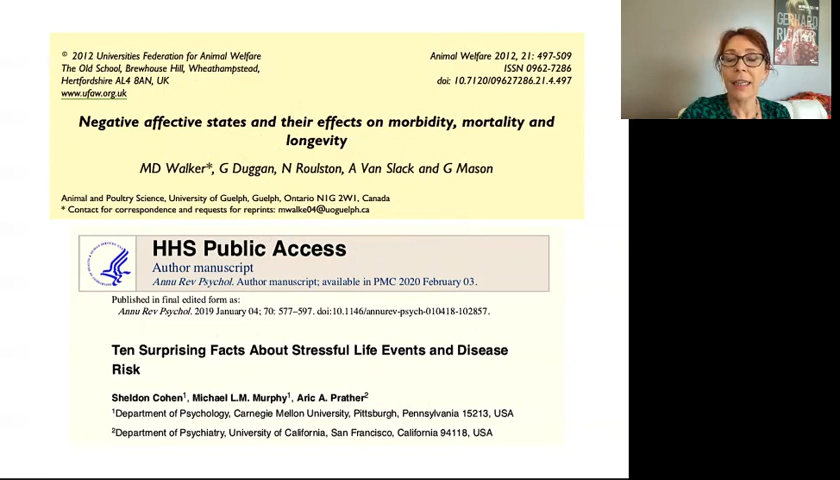 © 2012 Universities Federation for Animal Welfare
The Old School, Brewhouse Hill, Wheathampstead,
Hertfordshire AL4 8AN, UK
www.ufaw.org.uk
Animal Welfare 2012, 21: 497-509
ISSN 0962-7286
doi: 10.7120/09627286.21.4.497
Negative affective states and their effects on morbidity, mortality and
longevity
MD Walker*, G Duggan, N Roulston, A Van Slack and G Mason
Animal and Poultry Science, University of Guelph, Guelph, Ontario N1G 2W1, Canada
* Contact for correspondence and requests for reprints: mwalke04@uoguelph.ca
HHS Public Access
Author manuscript
Annu Rev Psychol. Author manuscript; available in PMC 2020 February 03.
Published in final edited form as:
Annu Rev Psychol. 2019 January 04; 70: 577–597. doi:10.1146/annurev-psych-010418-102857.
Ten Surprising Facts About Stressful Life Events and Disease
Risk
Sheldon Cohen1, Michael L.M. Murphy1, Aric A. Prather2
1Department of Psychology, Carnegie Mellon University, Pittsburgh, Pennsylvania 15213, USA
2Department of Psychiatry, University of California, San Francisco, California 94118, USA
GERHARD